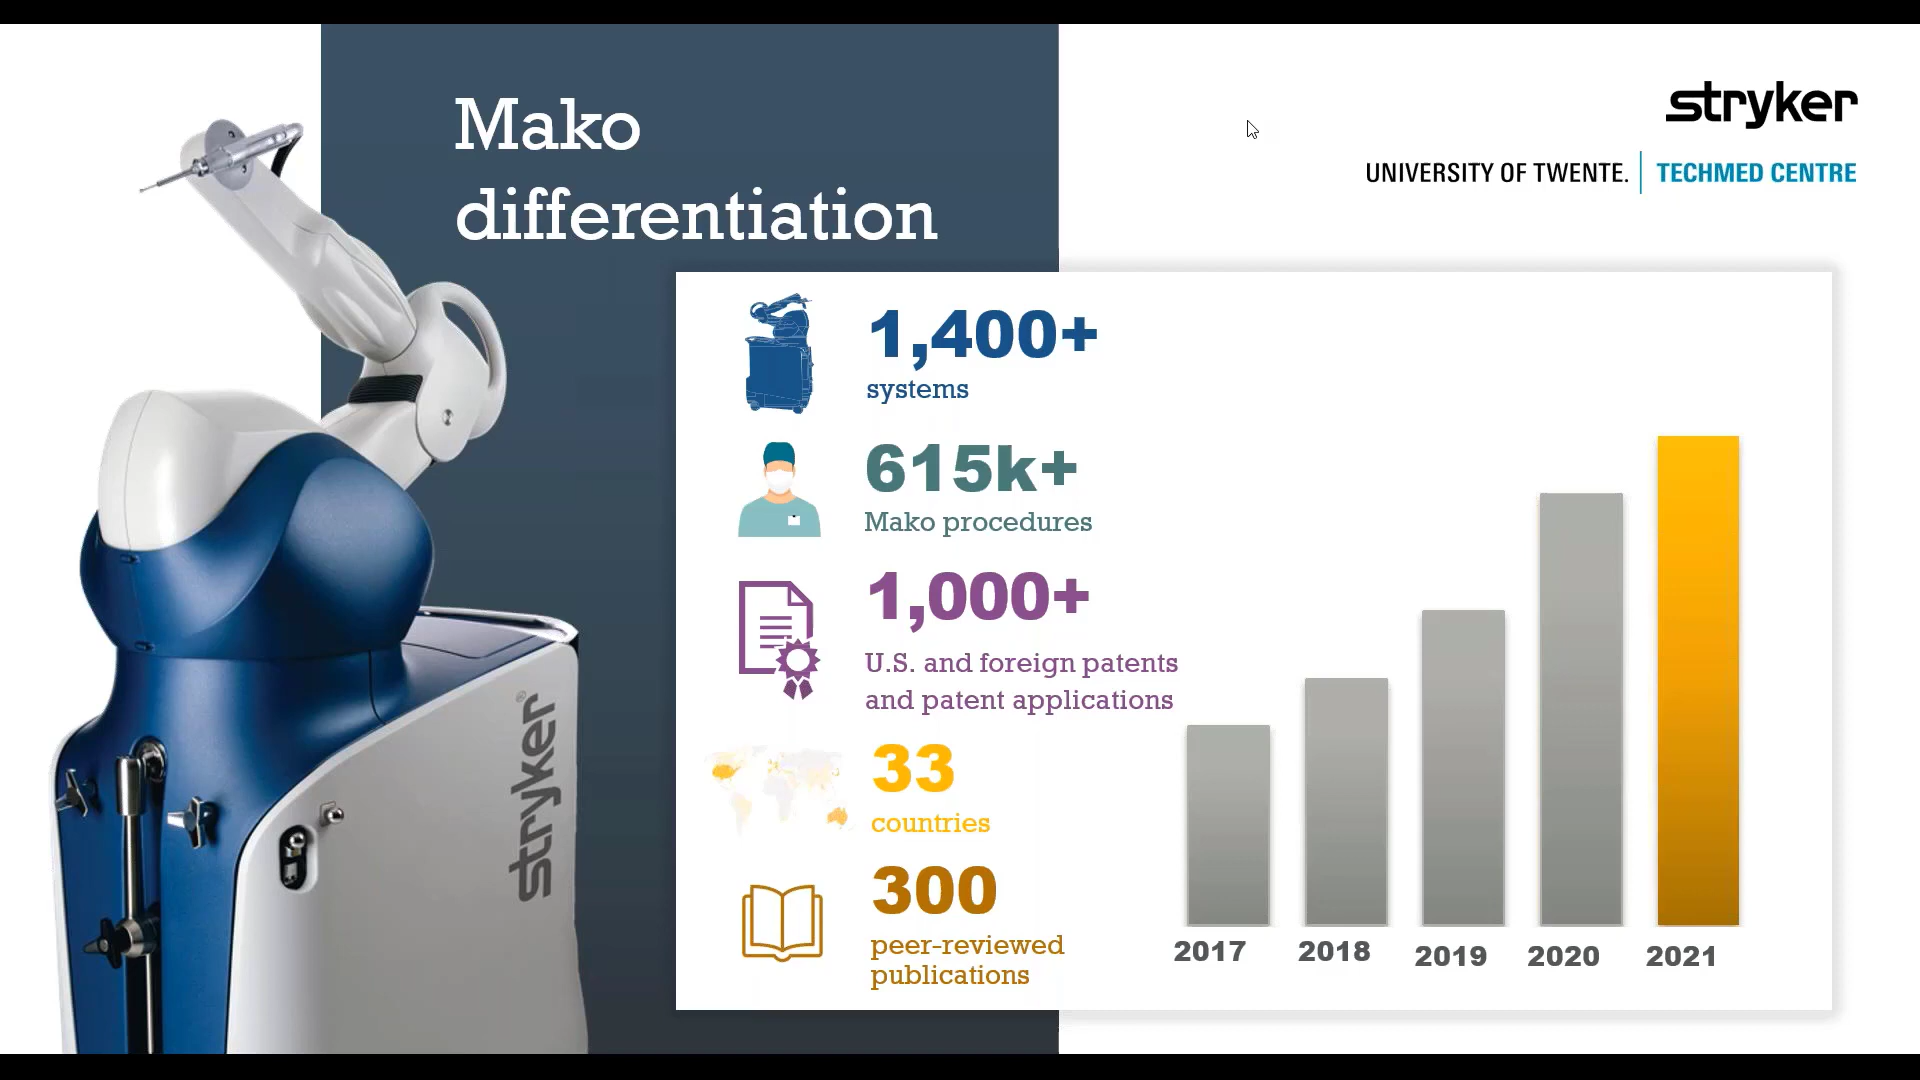 Mako
differentiation
stryker
UNIVERSITY OF TWENTE. | TECHMED CENTRE
1,400+
systems
615k+
Mako procedures
1,000+
U.S. and foreign patents
and patent applications
33
countries
300
peer-reviewed
publications
2017 2018 2019 2020 2021
stryker®